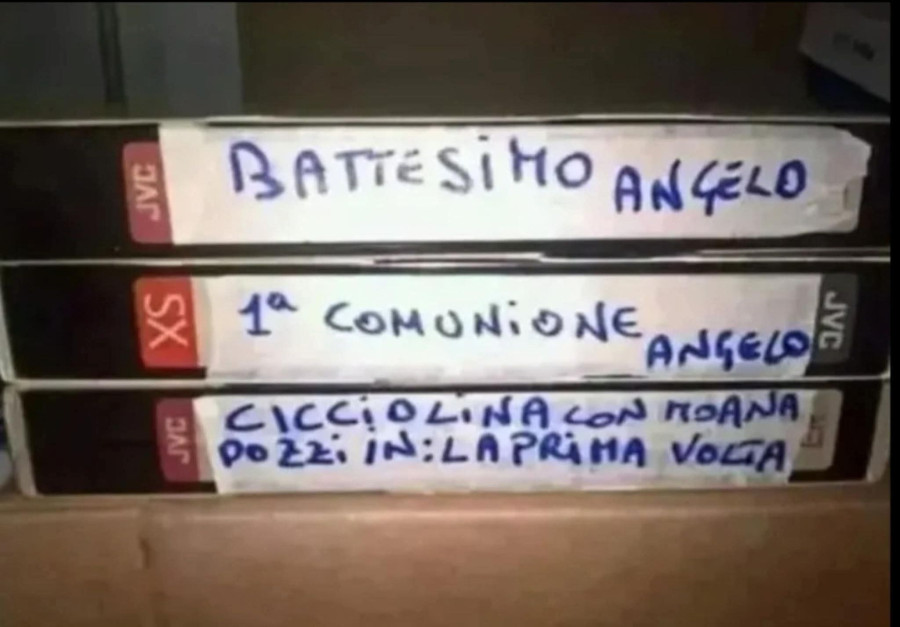 JVC
BATTESiMO ANGELO
XS
1ª COMUNiONE
ANGELO
JVC
JVC
CICCiOLiNA CON MOANA
POZZi IN: LA PRiMA VOLTA